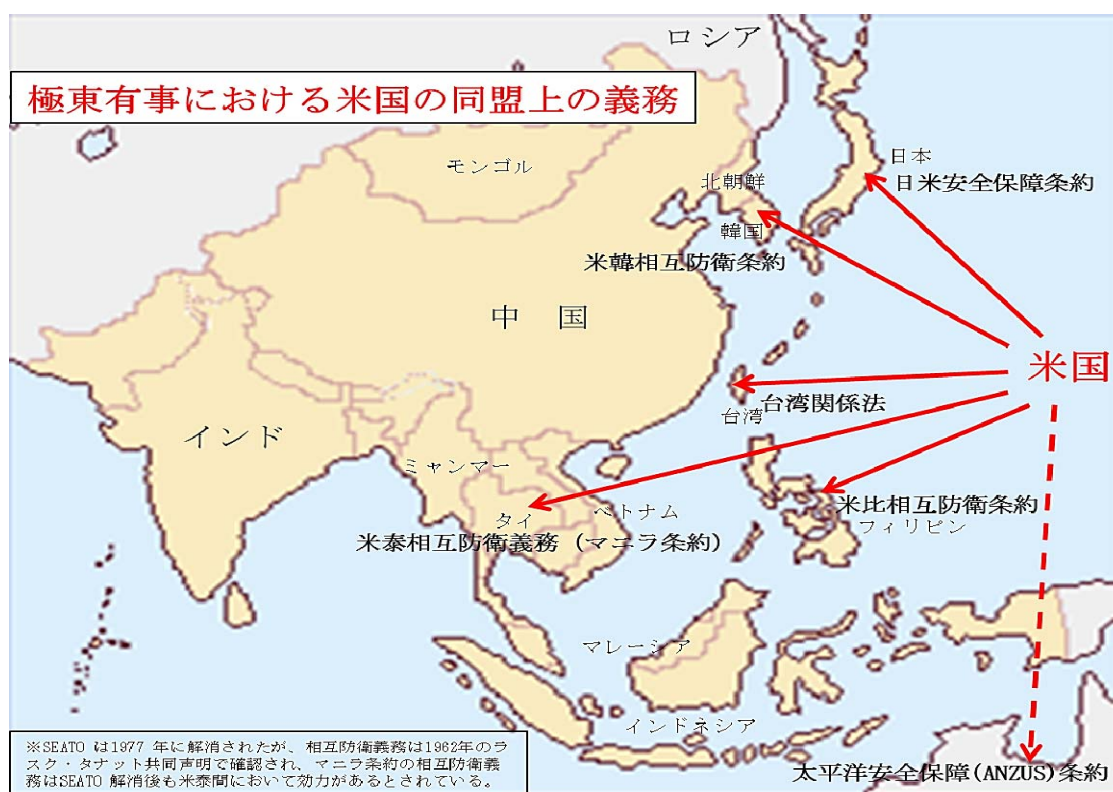 ロシア
極東有事における米国の同盟上の義務
モンゴル
日本
北朝鮮
日米安全保障条約
韓国
米韓相互防衛条約
中　国
米国
台湾関係法
台湾
インド
ミャンマー
米比相互防衛条約
タイ
ベトナム
フィリピン
米泰相互防衛義務（マニラ条約）
マレーシア
インドネシア
※SEATO は1977 年に解消されたが、相互防衛義務は1962年のラ
スク・タナット共同声明で確認され、マニラ条約の相互防衛義
務はSEATO 解消後も米泰間において効力があるとされている。
太平洋安全保障(ANZUS)条約